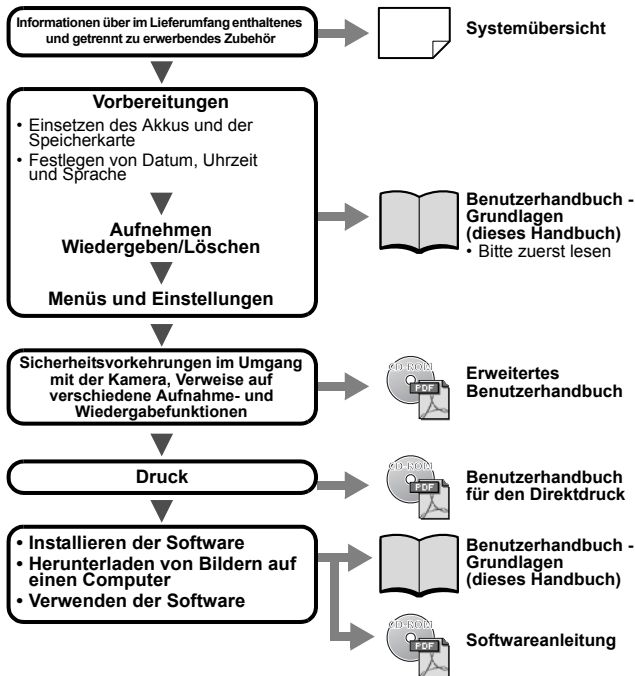 Informationen über im Lieferumfang enthaltenes
und getrennt zu erwerbendes Zubehör
Systemübersicht
Vorbereitungen
• Einsetzen des Akkus und der
Speicherkarte
• Festlegen von Datum, Uhrzeit
und Sprache
Aufnehmen
Wiedergeben/Löschen
Menüs und Einstellungen
Benutzerhandbuch -
Grundlagen
(dieses Handbuch)
• Bitte zuerst lesen
Sicherheitsvorkehrungen im Umgang
mit der Kamera, Verweise auf
verschiedene Aufnahme- und
Wiedergabefunktionen
CD-ROM
PDF
Erweitertes
Benutzerhandbuch
Druck
CD-ROM
PDF
Benutzerhandbuch
für den Direktdruck
• Installieren der Software
• Herunterladen von Bildern auf
einen Computer
• Verwenden der Software
Benutzerhandbuch -
Grundlagen
(dieses Handbuch)
CD-ROM
PDF
Softwareanleitung